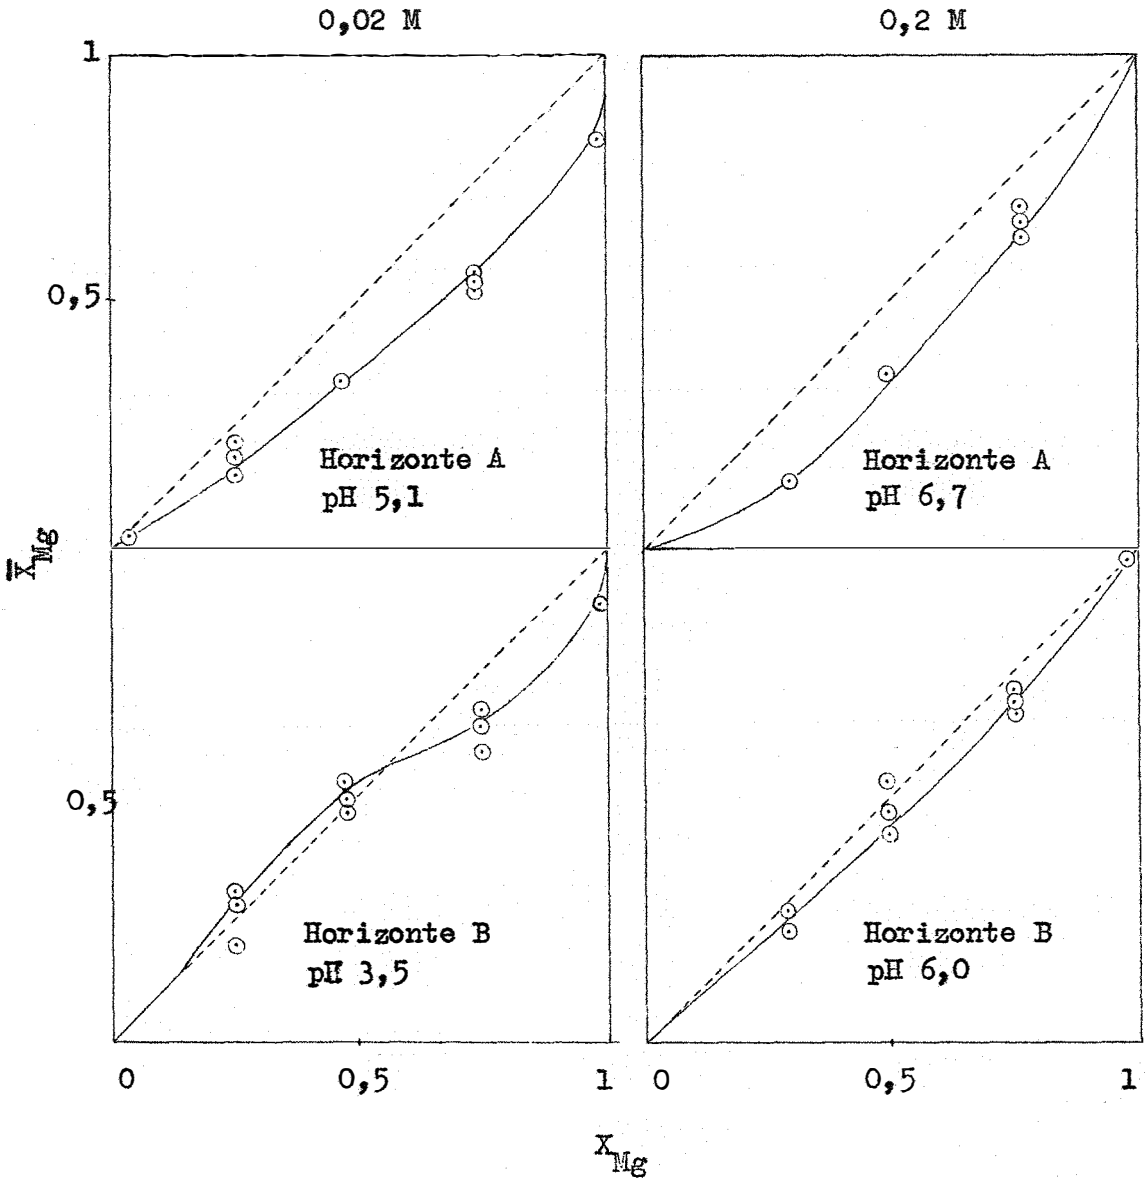 0,02 M
0,2 M
1
0,5
Horizonte A
pH 5,1
Horizonte A
pH 6,7
X̅Mg
0,5
Horizonte B
pH 3,5
Horizonte B
pH 6,0
0 0,5 1
0 0,5 1
XMg